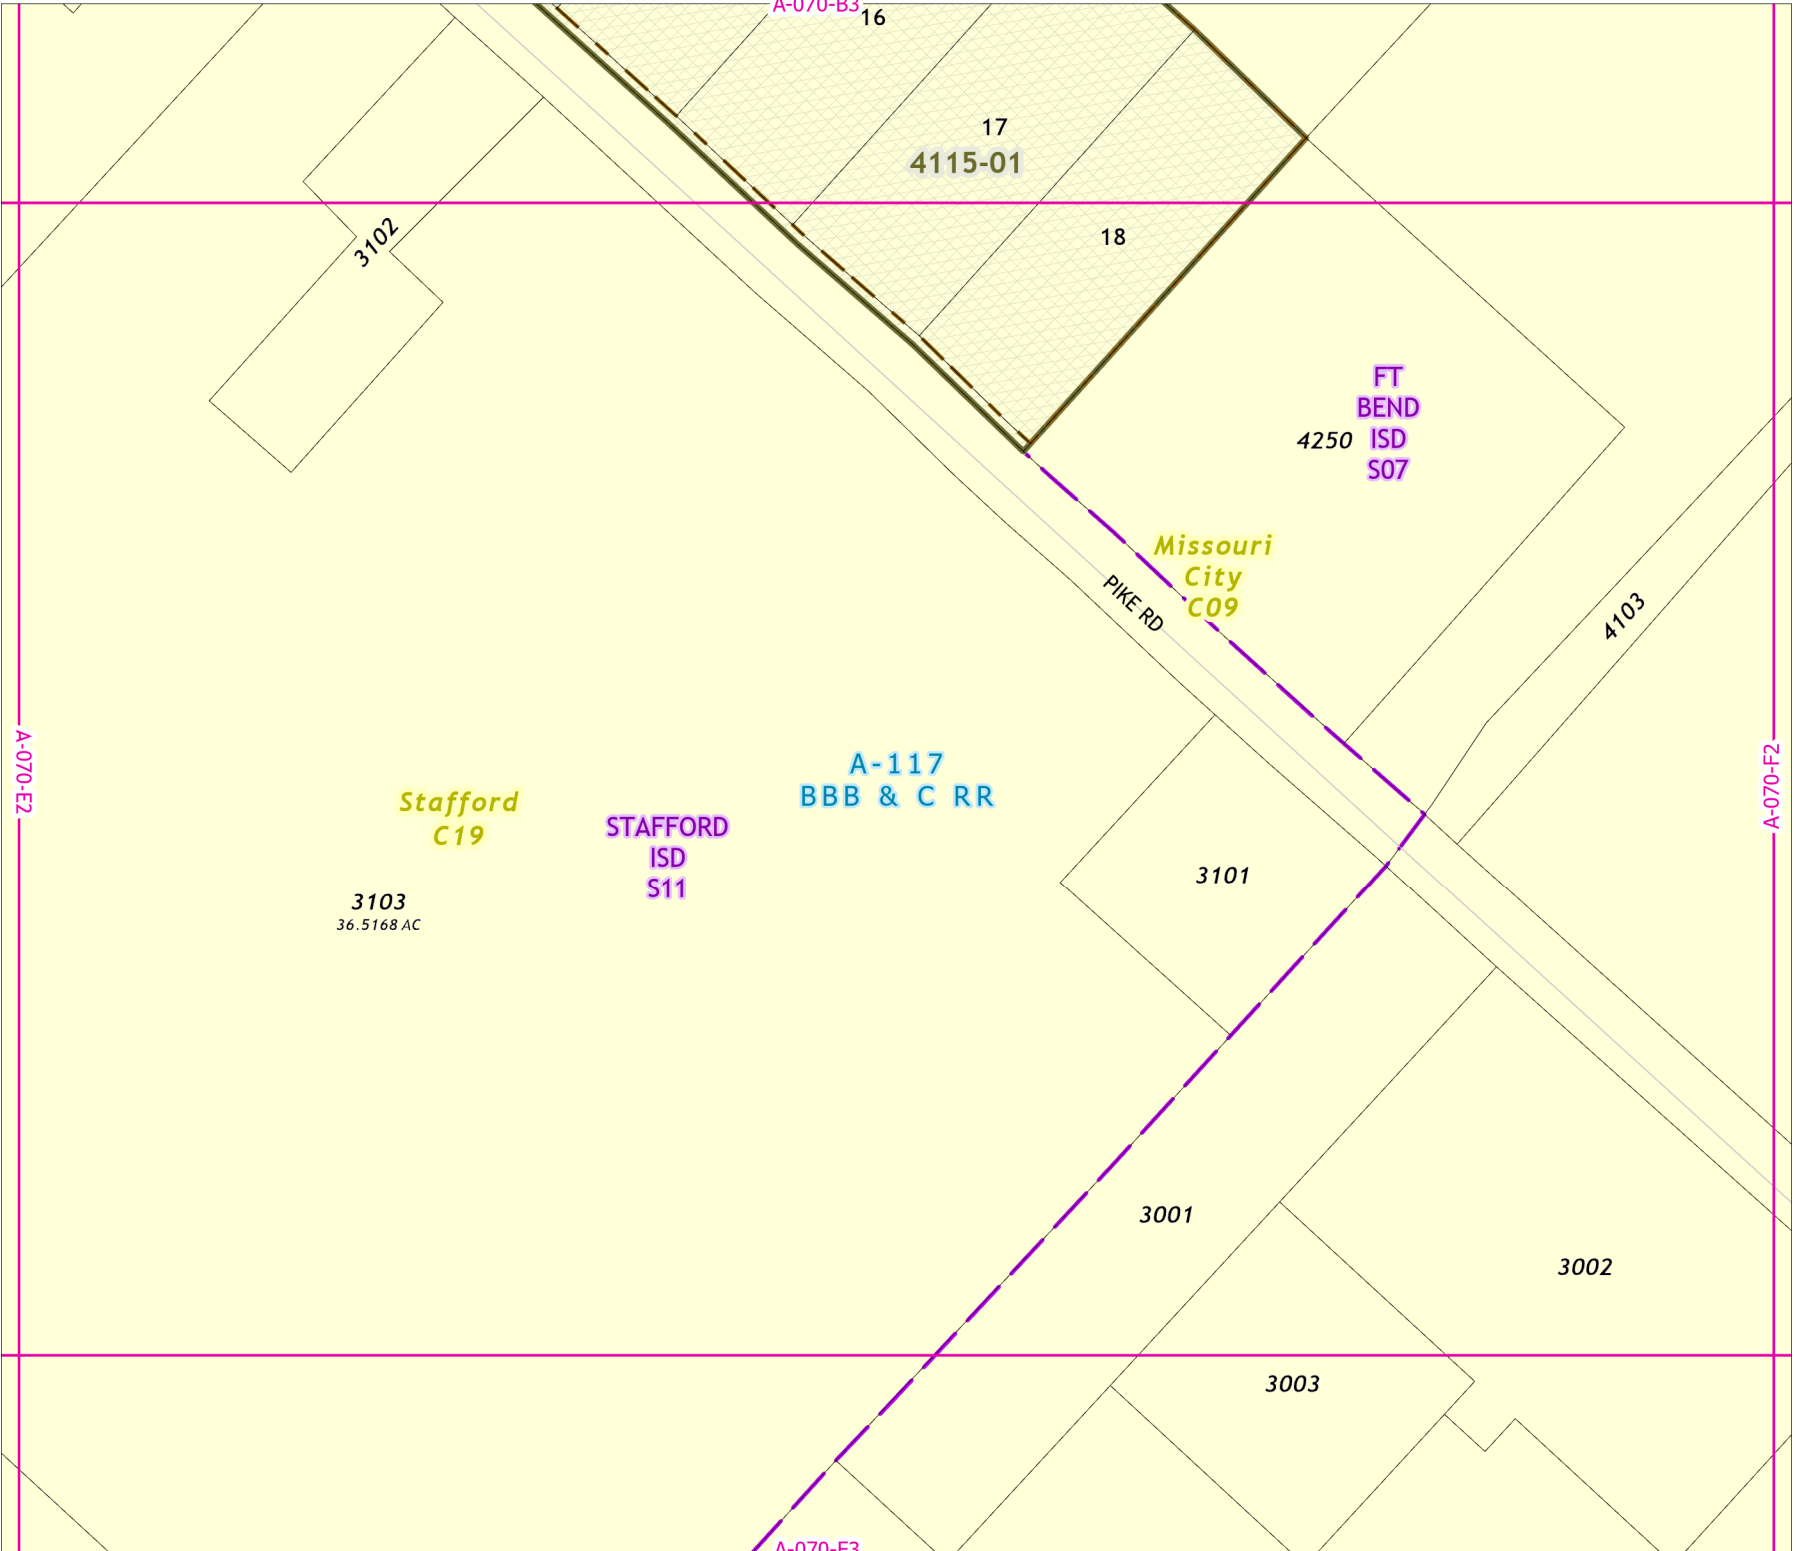 A-070-B3
16
17
4115-01
18
3102
FT
BEND
ISD
S07
4250
Missouri
City
C09
PIKE RD
4103
A-070-E2
A-070-F2
A-117
BBB & C RR
Stafford
C19
STAFFORD
ISD
S11
3103
36.5168 AC
3101
3001
3002
3003